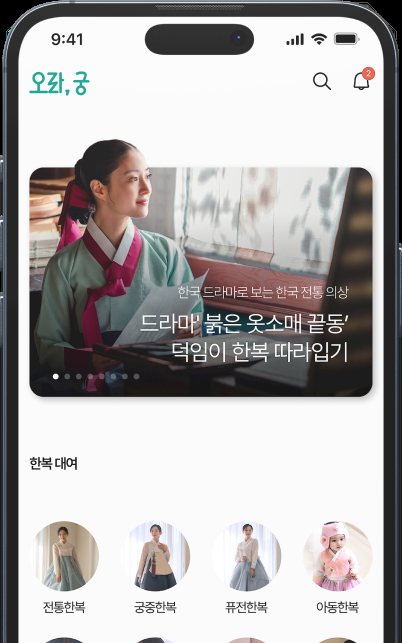 9:41
오라, 궁
2
한국 드라마로 보는 한국 전통 의상
드라마' 붉은 옷소매 끝동’
덕임이 한복 따라입기
한복 대여
전통한복
궁중한복
퓨전한복
아동한복